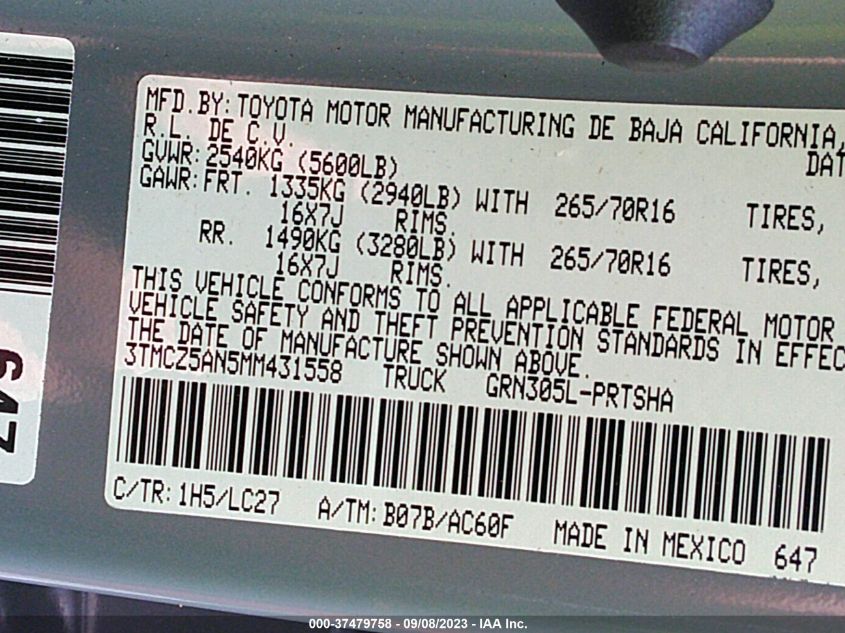 MFD.BY: TOYOTA MOTOR MANUFACTURING DE BAJA CALIFORNIA,
R.L. DE C.V. DAT
GVWR: 2540KG (5600LB)
GAWR: FRT. 1335KG (2940LB) WITH 265/70R16 TIRES,
16X7J RIMS.
RR. 1490KG (3280LB) WITH 265/70R16 TIRES,
16X7J RIMS.
THIS VEHICLE CONFORMS TO ALL APPLICABLE FEDERAL MOTOR
VEHICLE SAFETY AND THEFT PREVENTION STANDARDS IN EFFEC
THE DATE OF MANUFACTURE SHOWN ABOVE.
3TMCZ5AN5MM431558 TRUCK GRN305L-PRTSHA
C/TR: 1H5/LC27 A/TM: B07B/AC60F MADE IN MEXICO 647
647
000-37479758 - 09/08/2023 - IAA Inc.